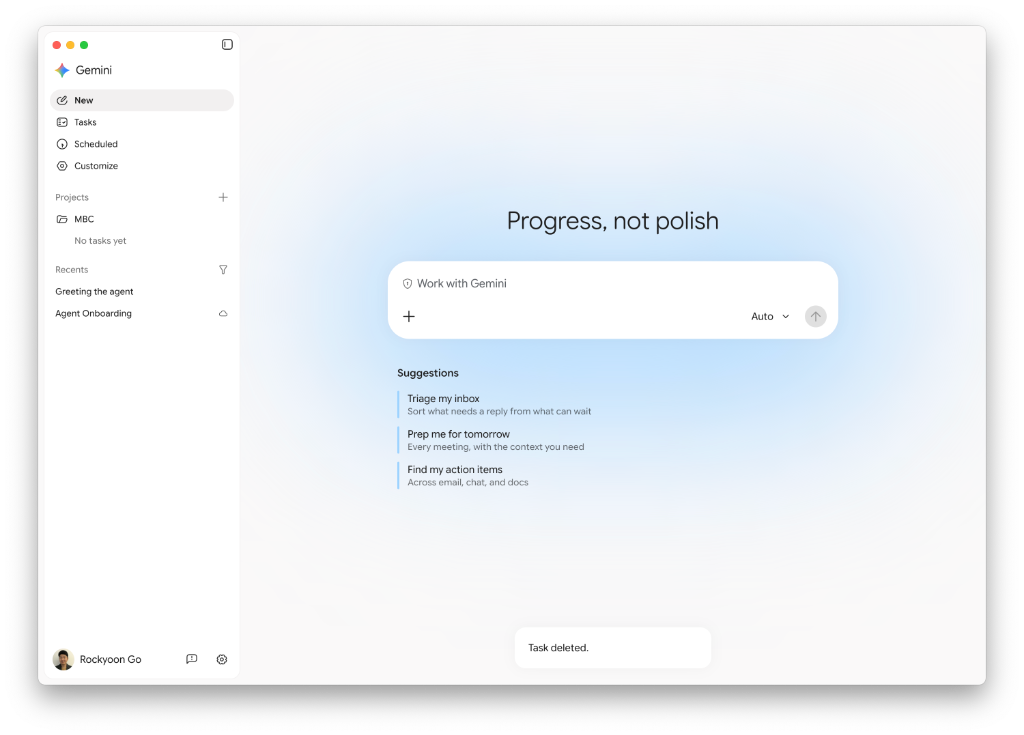 Gemini
New
Tasks
Scheduled
Customize
Projects
MBC
No tasks yet
Recents
Greeting the agent
Agent Onboarding
Rockyoon Go
Progress, not polish
Work with Gemini
Auto
Suggestions
Triage my inbox
Sort what needs a reply from what can wait
Prep me for tomorrow
Every meeting, with the context you need
Find my action items
Across email, chat, and docs
Task deleted.